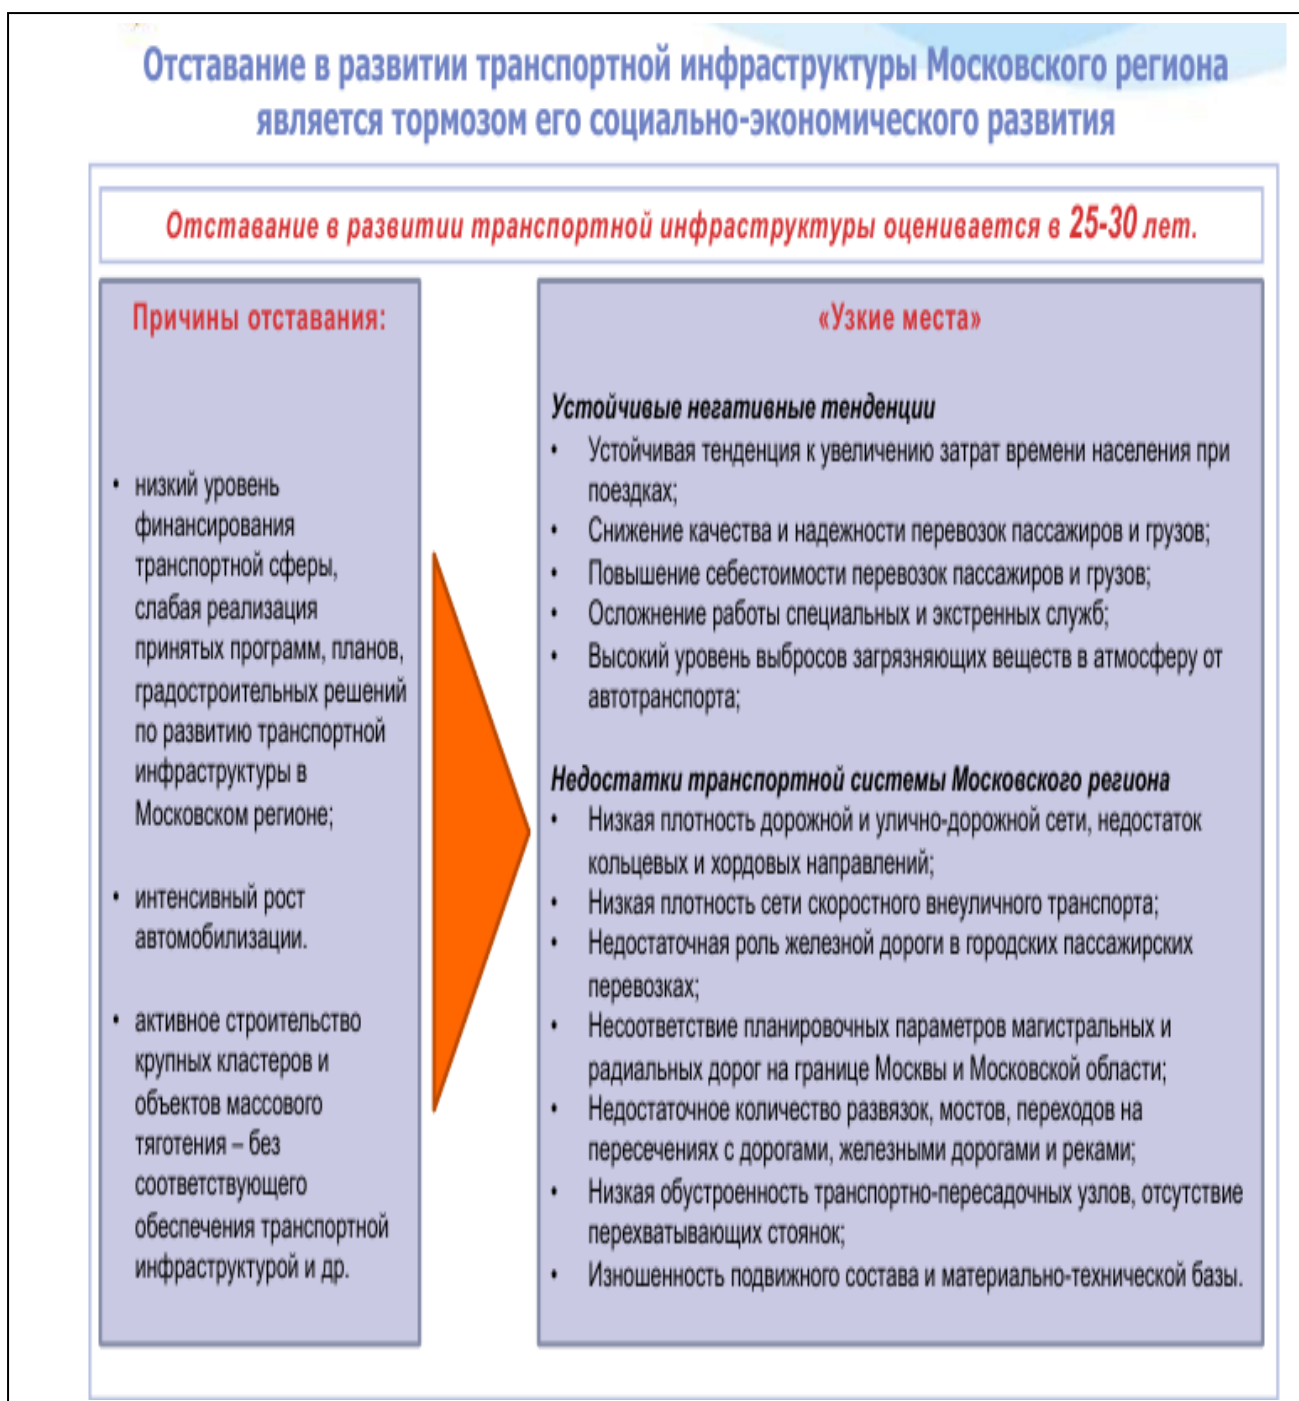 Отставание в развитии транспортной инфраструктуры Московского региона
является тормозом его социально-экономического развития
Отставание в развитии транспортной инфраструктуры оценивается в 25-30 лет.
Причины отставания:
• низкий уровень
финансирования
транспортной сферы,
слабая реализация
принятых программ, планов,
градостроительных решений
по развитию транспортной
инфраструктуры в
Московском регионе;
• интенсивный рост
автомобилизации.
• активное строительство
крупных кластеров и
объектов массового
тяготения – без
соответствующего
обеспечения транспортной
инфраструктурой и др.
«Узкие места»
Устойчивые негативные тенденции
• Устойчивая тенденция к увеличению затрат времени населения при
поездках;
• Снижение качества и надежности перевозок пассажиров и грузов;
• Повышение себестоимости перевозок пассажиров и грузов;
• Осложнение работы специальных и экстренных служб;
• Высокий уровень выбросов загрязняющих веществ в атмосферу от
автотранспорта;
Недостатки транспортной системы Московского региона
• Низкая плотность дорожной и улично-дорожной сети, недостаток
кольцевых и хордовых направлений;
• Низкая плотность сети скоростного внеуличного транспорта;
• Недостаточная роль железной дороги в городских пассажирских
перевозках;
• Несоответствие планировочных параметров магистральных и
радиальных дорог на границе Москвы и Московской области;
• Недостаточное количество развязок, мостов, переходов на
пересечениях с дорогами, железными дорогами и реками;
• Низкая обустроенность транспортно-пересадочных узлов, отсутствие
перехватывающих стоянок;
• Изношенность подвижного состава и материально-технической базы.